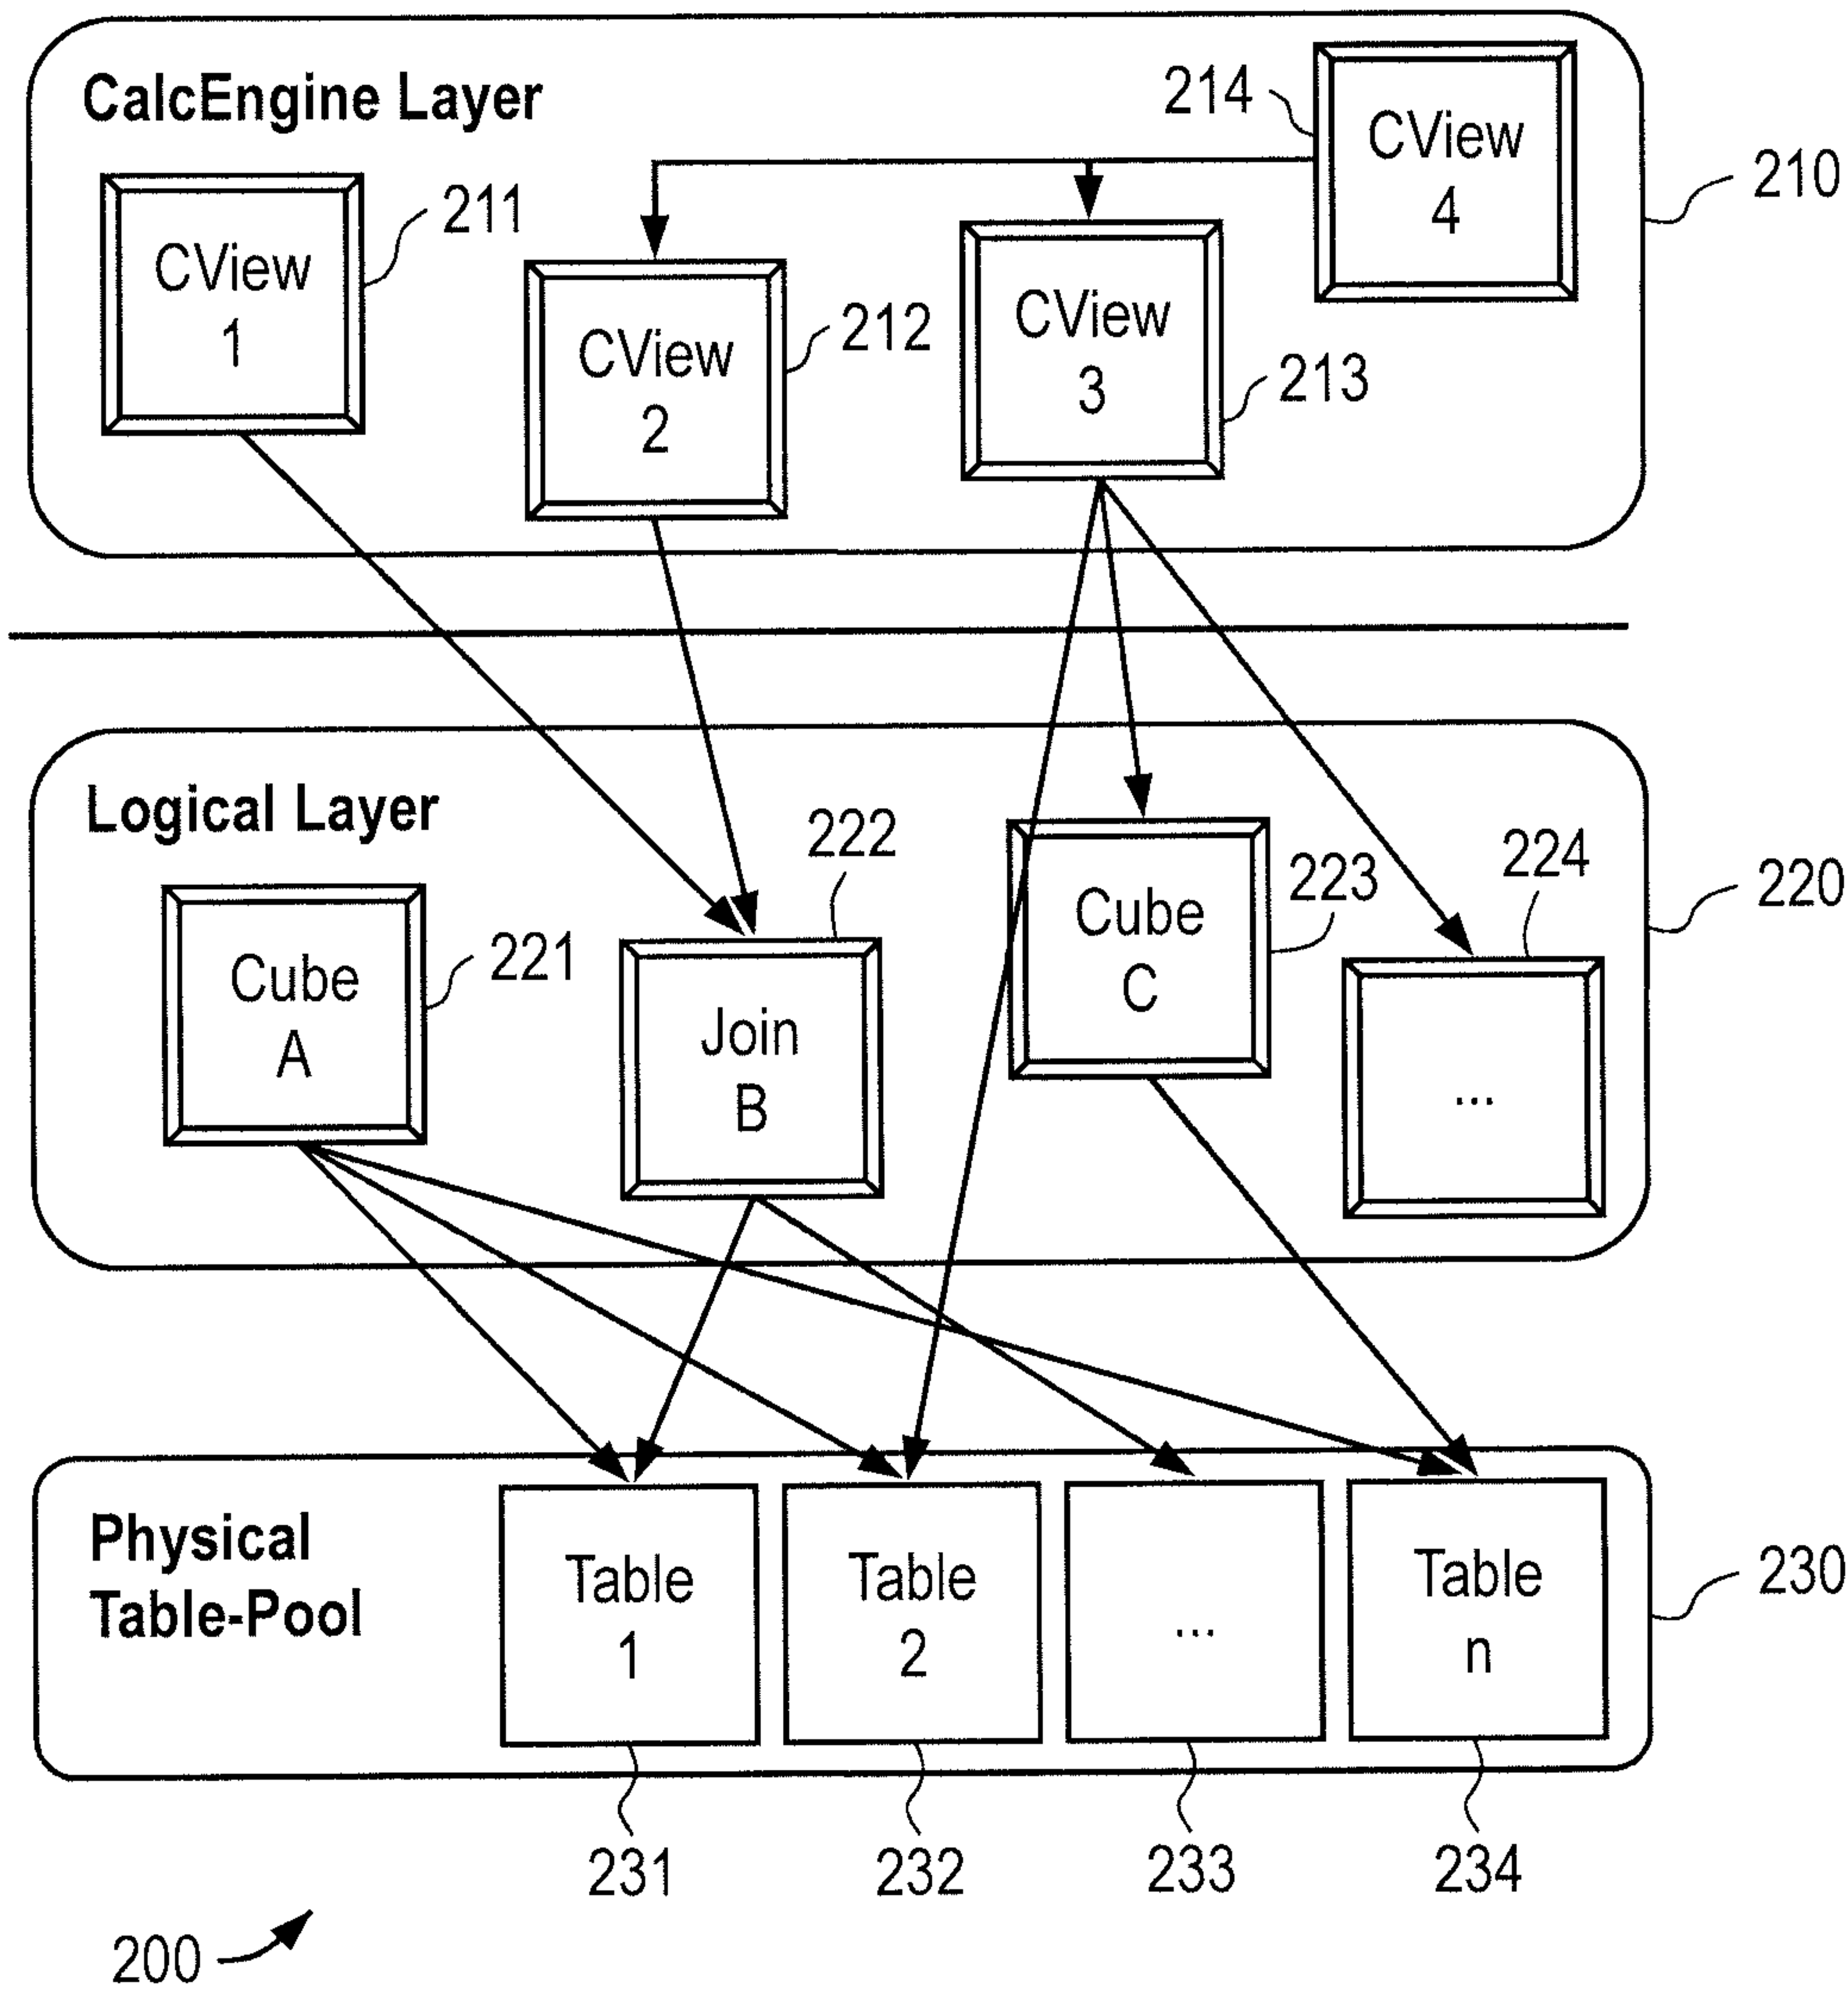 CalcEngine Layer
214
CView
4
210
CView
1
211
CView
2
212
CView
3
213
Logical Layer
Cube
A
221
222
Join
B
Cube
C
223
224
...
220
Physical
Table-Pool
Table
1
Table
2
...
Table
n
230
231
232
233
234
200